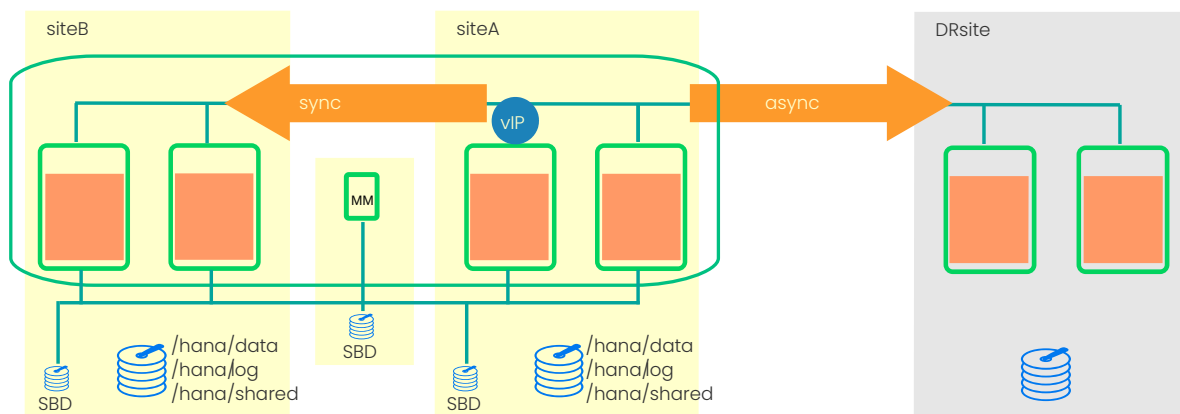 siteB
siteA
DRsite
sync
async
vIP
MM
SBD
/hana/data
/hana/log
/hana/shared
SBD
/hana/data
/hana/log
/hana/shared
SBD